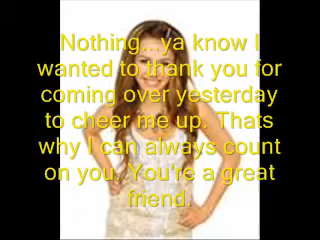 Nothing...ya know I
wanted to thank you for
coming over yesterday
to cheer me up. Thats
why I can always count
on you. You're a great
friend.